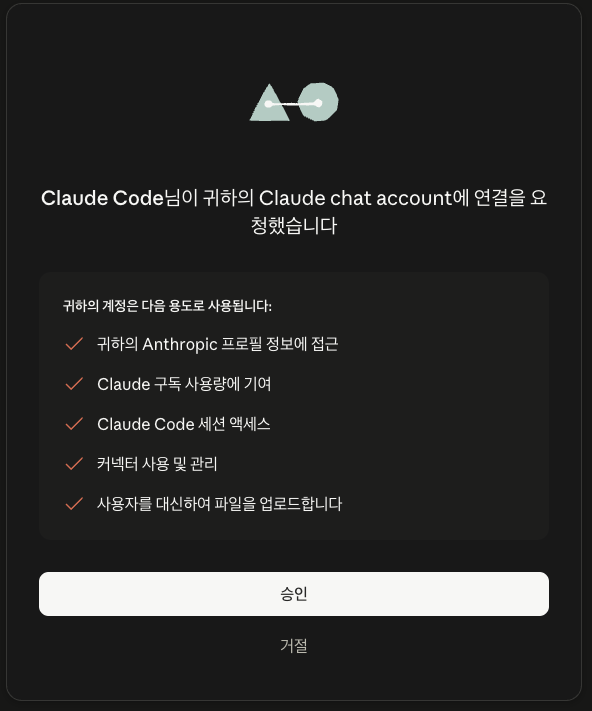 Claude Code님이 귀하의 Claude chat account에 연결을 요
청했습니다
귀하의 계정은 다음 용도로 사용됩니다:
귀하의 Anthropic 프로필 정보에 접근
Claude 구독 사용량에 기여
Claude Code 세션 액세스
커넥터 사용 및 관리
사용자를 대신하여 파일을 업로드합니다
승인
거절